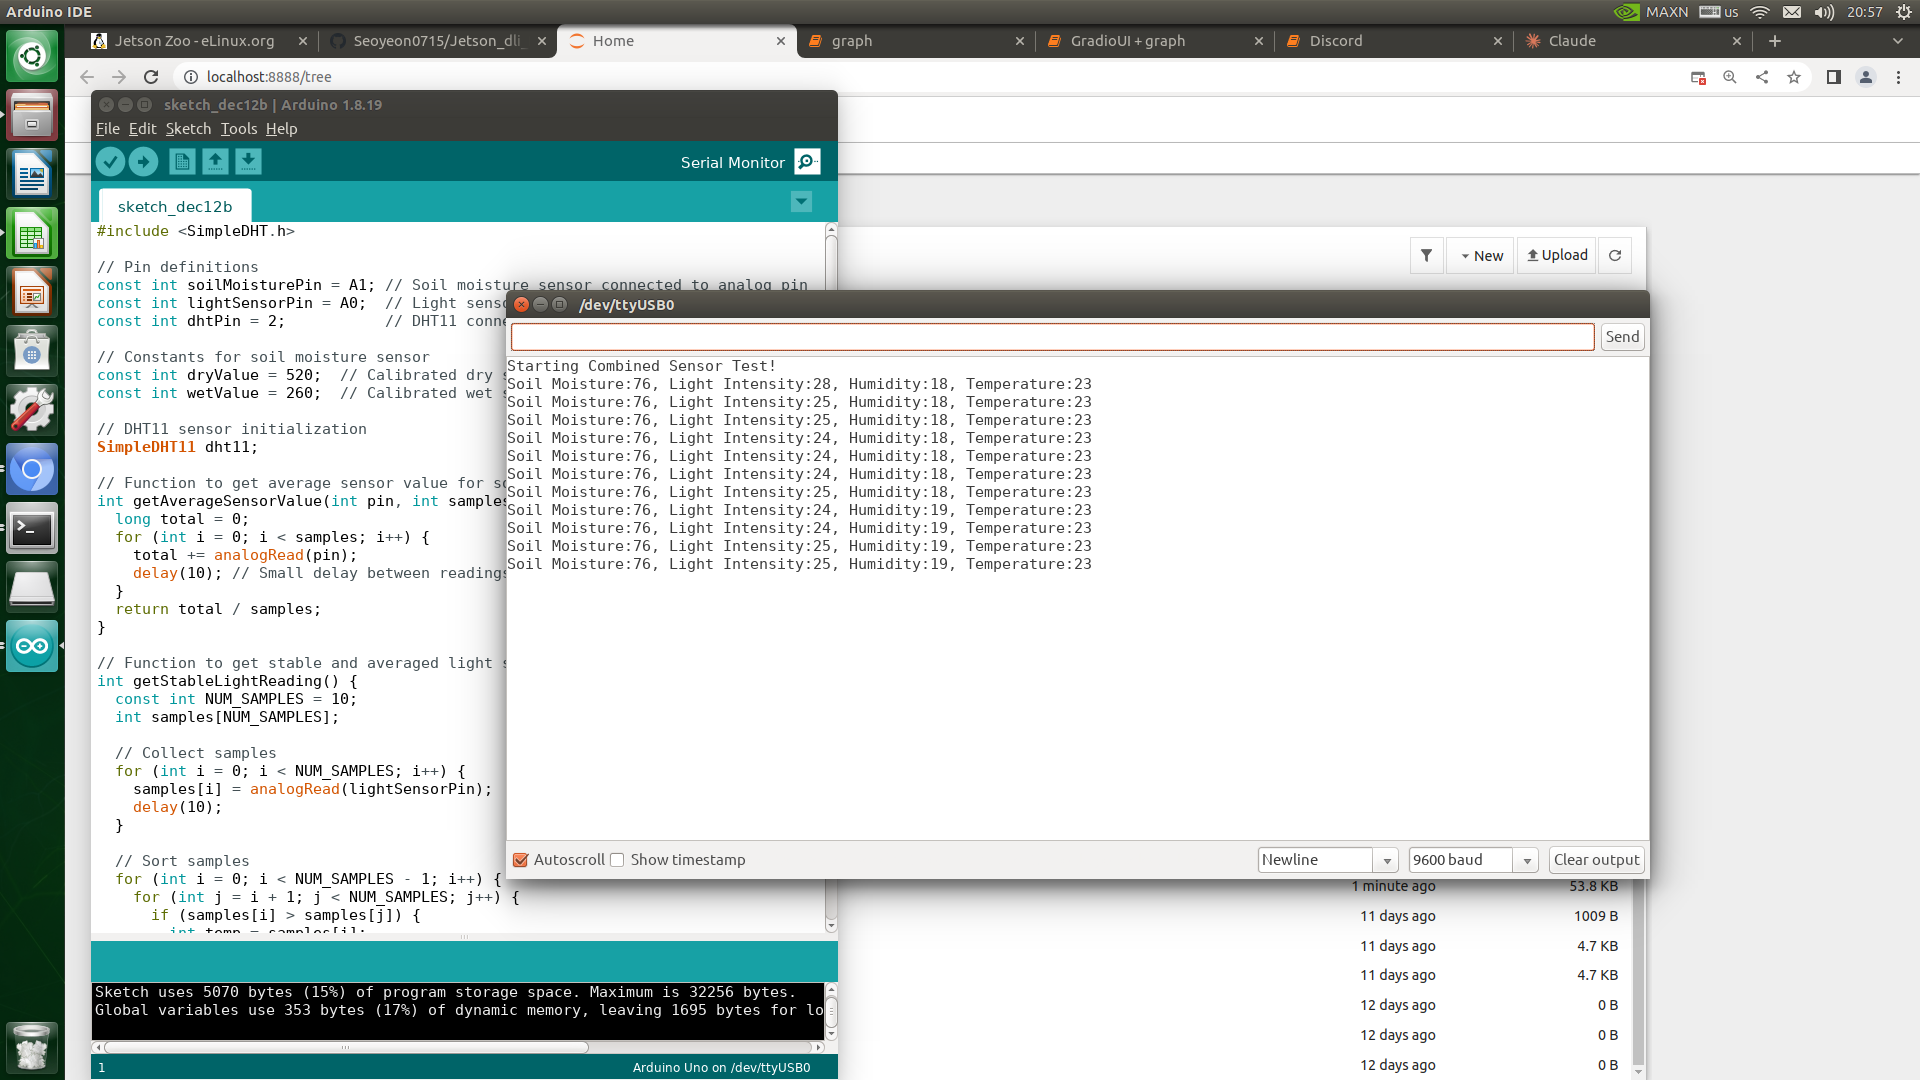 Arduino IDE
MAXN us 20:57
Jetson Zoo - eLinux.org
Seoyeon0715/Jetson_dli_
Home
graph
GradioUI + graph
Discord
Claude
localhost:8888/tree
sketch_dec12b | Arduino 1.8.19
File Edit Sketch Tools Help
Serial Monitor
sketch_dec12b
#include <SimpleDHT.h>
// Pin definitions
const int soilMoisturePin = A1; // Soil moisture sensor connected to analog pin
const int lightSensorPin = A0;  // Light senso
const int dhtPin = 2;           // DHT11 conne
// Constants for soil moisture sensor
const int dryValue = 520;  // Calibrated dry
const int wetValue = 260;  // Calibrated wet
// DHT11 sensor initialization
SimpleDHT11 dht11;
// Function to get average sensor value for so
int getAverageSensorValue(int pin, int samples
long total = 0;
for (int i = 0; i < samples; i++) {
total += analogRead(pin);
delay(10); // Small delay between readings
}
return total / samples;
}
// Function to get stable and averaged light
int getStableLightReading() {
const int NUM_SAMPLES = 10;
int samples[NUM_SAMPLES];
// Collect samples
for (int i = 0; i < NUM_SAMPLES; i++) {
samples[i] = analogRead(lightSensorPin);
delay(10);
}
// Sort samples
for (int i = 0; i < NUM_SAMPLES - 1; i++) {
for (int j = i + 1; j < NUM_SAMPLES; j++) {
if (samples[i] > samples[j]) {
int temp = samples[i];
Sketch uses 5070 bytes (15%) of program storage space. Maximum is 32256 bytes.
Global variables use 353 bytes (17%) of dynamic memory, leaving 1695 bytes for lo
1
Arduino Uno on /dev/ttyUSB0
New
Upload
/dev/ttyUSB0
Send
Starting Combined Sensor Test!
Soil Moisture:76, Light Intensity:28, Humidity:18, Temperature:23
Soil Moisture:76, Light Intensity:25, Humidity:18, Temperature:23
Soil Moisture:76, Light Intensity:25, Humidity:18, Temperature:23
Soil Moisture:76, Light Intensity:24, Humidity:18, Temperature:23
Soil Moisture:76, Light Intensity:24, Humidity:18, Temperature:23
Soil Moisture:76, Light Intensity:24, Humidity:18, Temperature:23
Soil Moisture:76, Light Intensity:25, Humidity:18, Temperature:23
Soil Moisture:76, Light Intensity:24, Humidity:19, Temperature:23
Soil Moisture:76, Light Intensity:24, Humidity:19, Temperature:23
Soil Moisture:76, Light Intensity:25, Humidity:19, Temperature:23
Soil Moisture:76, Light Intensity:25, Humidity:19, Temperature:23
Autoscroll
Show timestamp
Newline
9600 baud
Clear output
1 minute ago 53.8 KB
11 days ago 1009 B
11 days ago 4.7 KB
11 days ago 4.7 KB
12 days ago 0 B
12 days ago 0 B
12 days ago 0 B